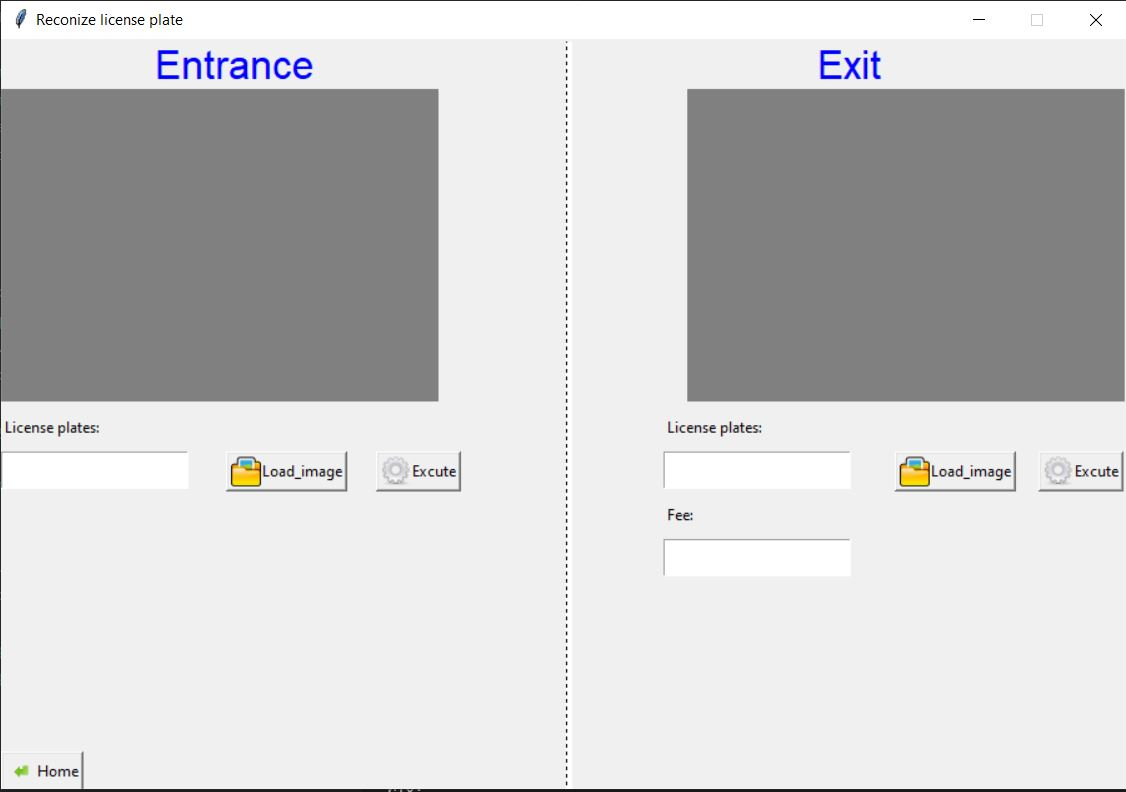 Reconize license plate
Entrance
Exit
License plates:
Load_image
Excute
License plates:
Load_image
Excute
Fee:
Home